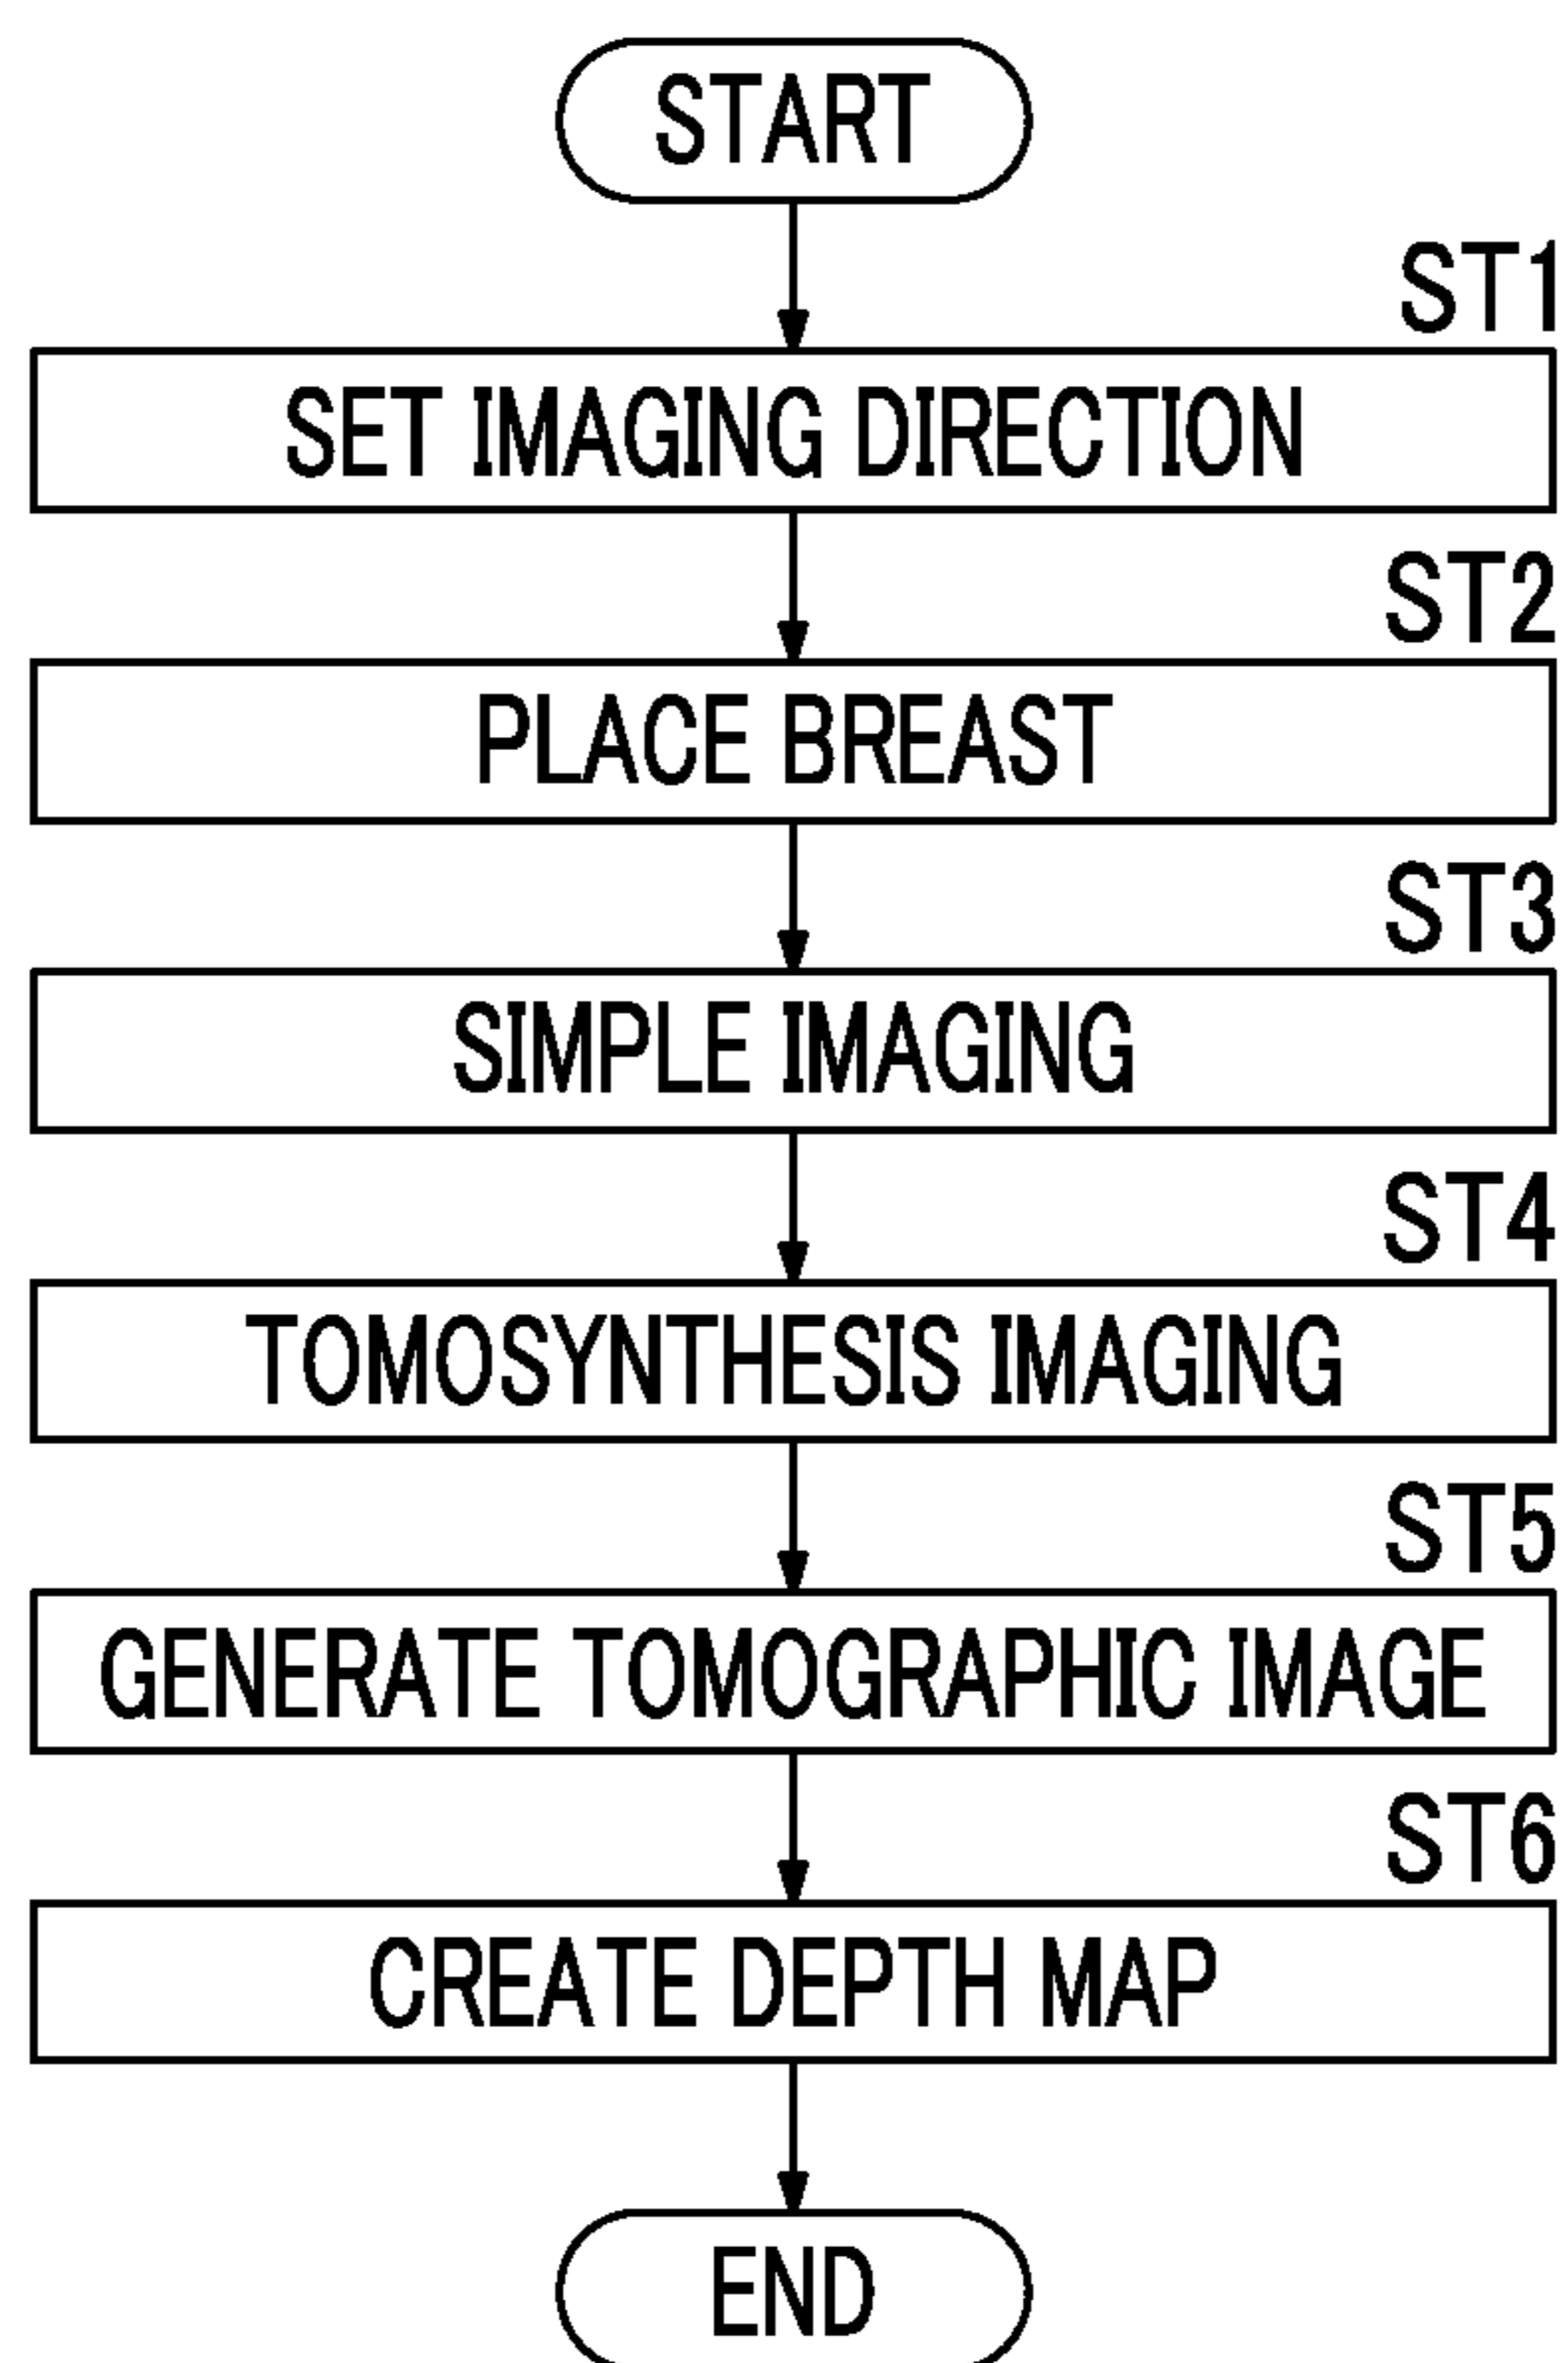 START
ST1
SET IMAGING DIRECTION
ST2
PLACE BREAST
ST3
SIMPLE IMAGING
ST4
TOMOSYNTHESIS IMAGING
ST5
GENERATE TOMOGRAPHIC IMAGE
ST6
CREATE DEPTH MAP
END